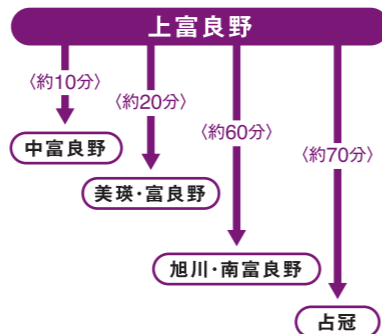 上富良野
〈約10分〉
中富良野
〈約20分〉
美瑛・富良野
〈約60分〉
旭川・南富良野
〈約70分〉
占冠